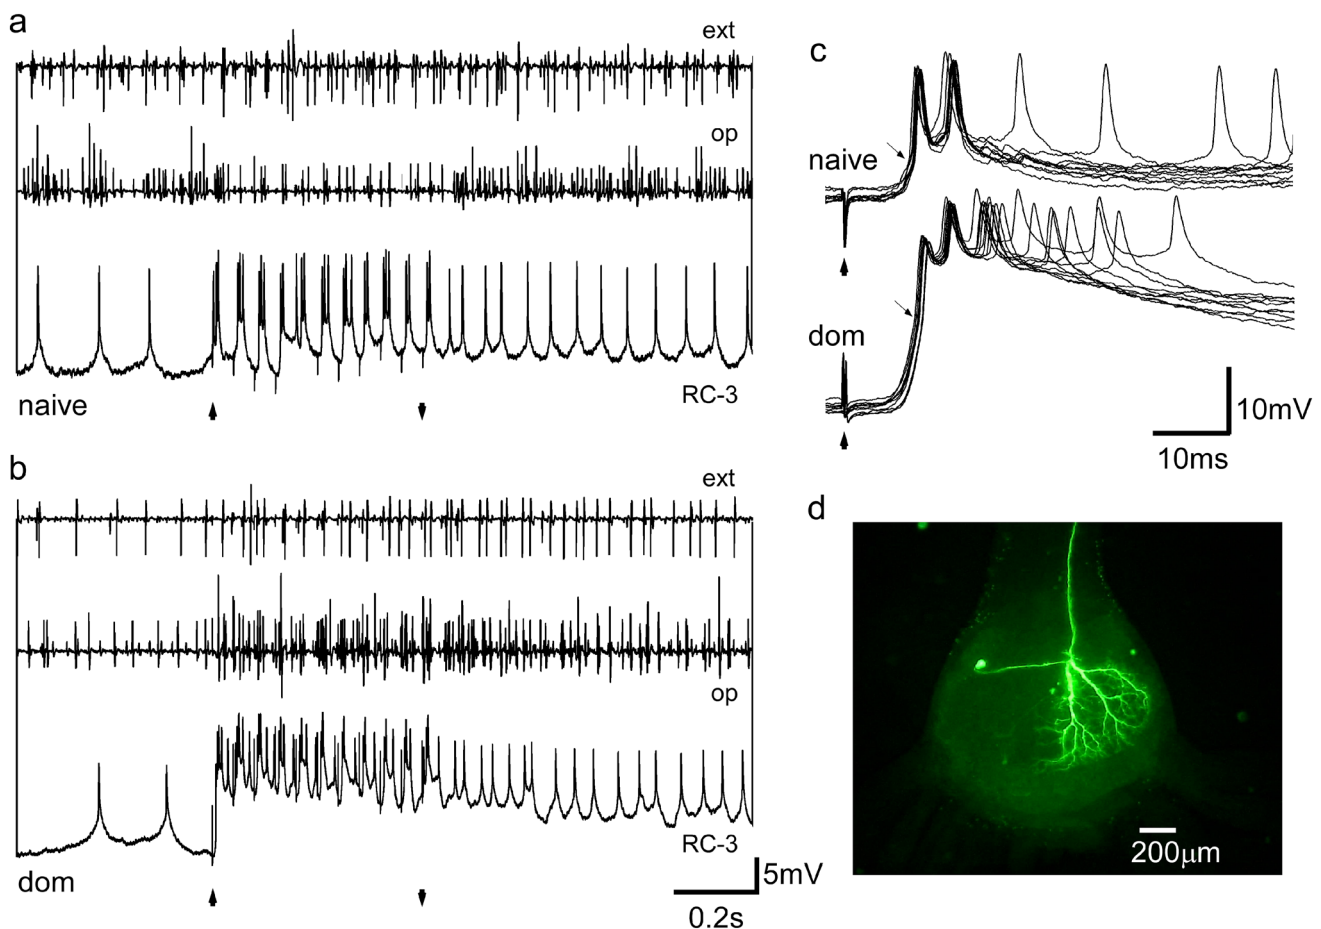 a
ext
op
naive
RC-3
b
ext
op
dom
RC-3
5mV
0.2s
c
naive
dom
10mV
10ms
d
200μm